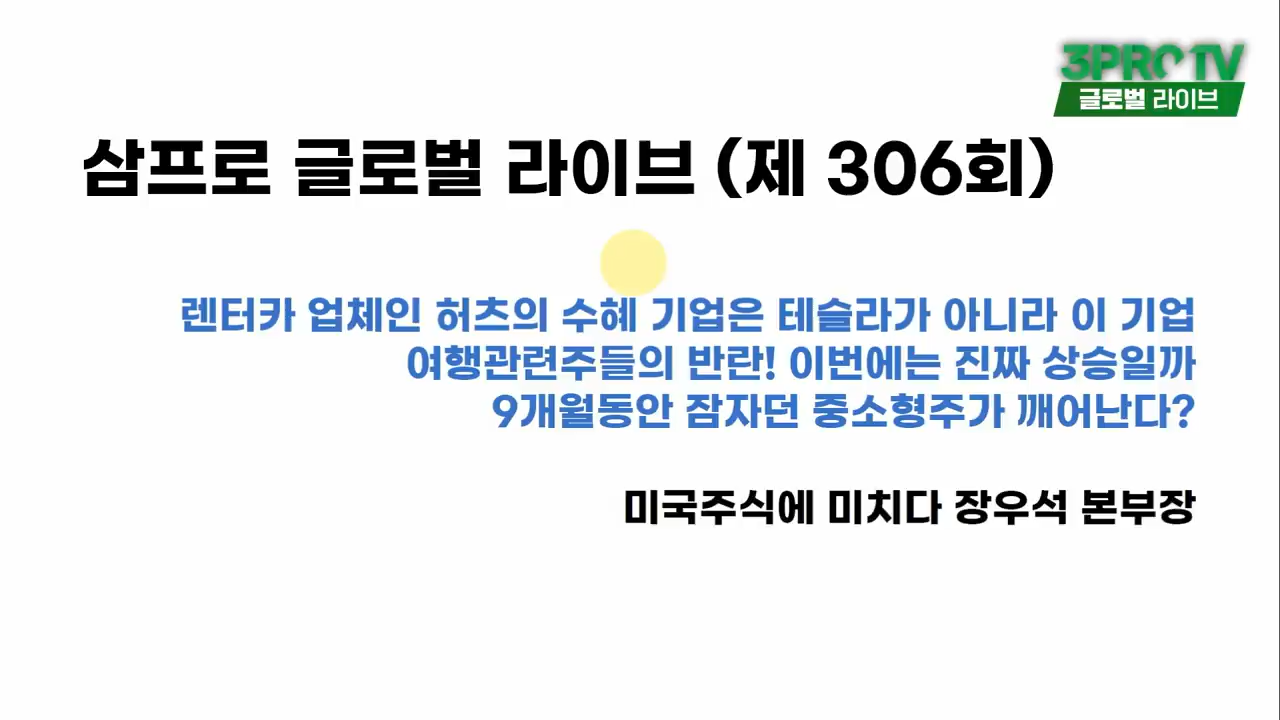 3PRO TV
글로벌 라이브
삼프로 글로벌 라이브 (제 306회)
렌터카 업체인 허츠의 수혜 기업은 테슬라가 아니라 이 기업
여행관련주들의 반란! 이번에는 진짜 상승일까
9개월동안 잠자던 중소형주가 깨어난다?
미국주식에 미치다 장우석 본부장